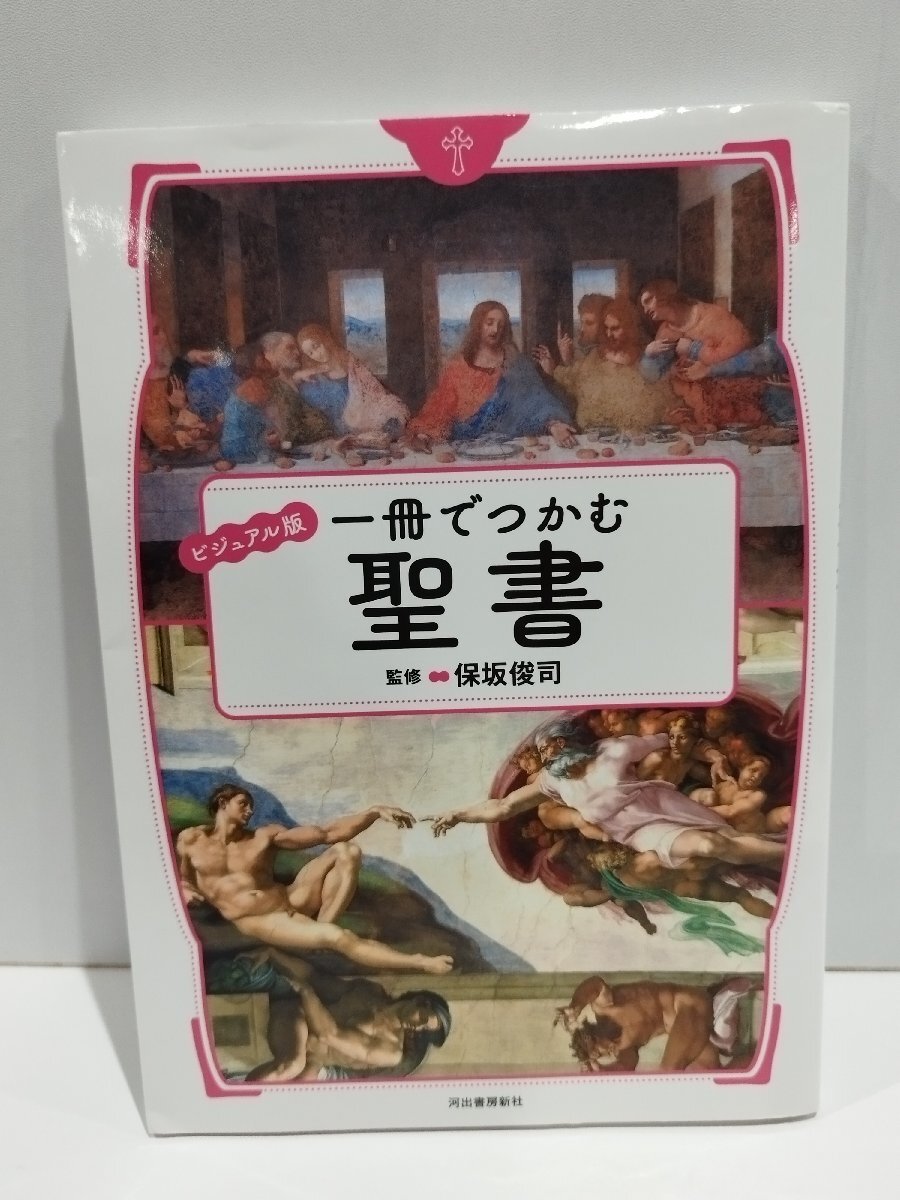 ビジュアル版
一冊でつかむ
聖書
監修 保坂俊司
河出書房新社